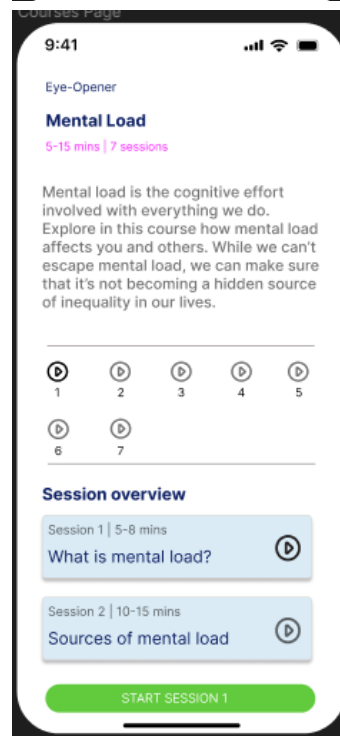 Courses Page
9:41
Eye-Opener
Mental Load
5-15 mins | 7 sessions
Mental load is the cognitive effort
involved with everything we do.
Explore in this course how mental load
affects you and others. While we can't
escape mental load, we can make sure
that it's not becoming a hidden source
of inequality in our lives.
1 2 3 4 5
6 7
Session overview
Session 1 | 5-8 mins
What is mental load?
Session 2 | 10-15 mins
Sources of mental load
START SESSION 1